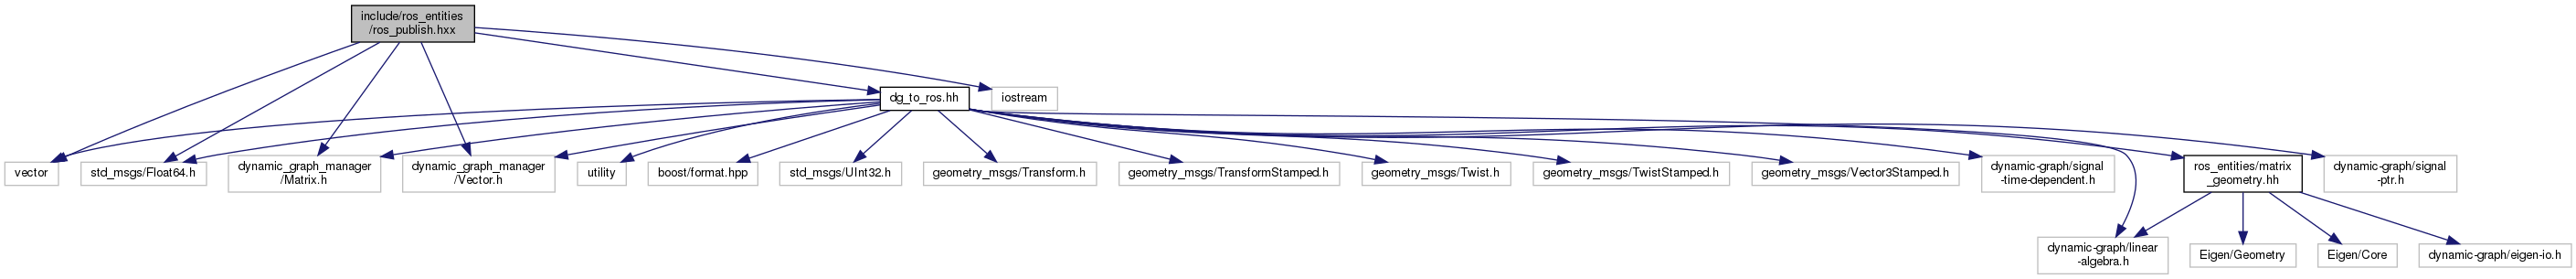 include/ros_entities
/ros_publish.hxx
dg_to_ros.hh
iostream
vector
std_msgs/Float64.h
dynamic_graph_manager
/Matrix.h
dynamic_graph_manager
/Vector.h
utility
boost/format.hpp
std_msgs/UInt32.h
geometry_msgs/Transform.h
geometry_msgs/TransformStamped.h
geometry_msgs/Twist.h
geometry_msgs/TwistStamped.h
geometry_msgs/Vector3Stamped.h
dynamic-graph/signal
-time-dependent.h
ros_entities/matrix
_geometry.hh
dynamic-graph/signal
-ptr.h
dynamic-graph/linear
-algebra.h
Eigen/Geometry
Eigen/Core
dynamic-graph/eigen-io.h